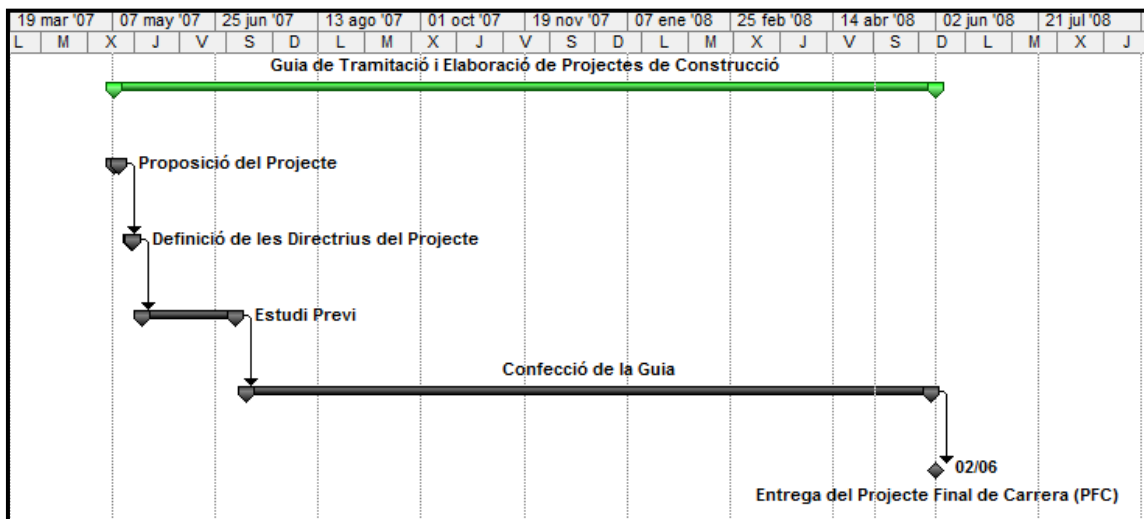 19 mar '07 07 may '07 25 jun '07 13 ago '07 01 oct '07 19 nov '07 07 ene '08 25 feb '08 14 abr '08 02 jun '08 21 jul '08
L M X J V S D L M X J V S D L M X J V S D L M X J
Guia de Tramitació i Elaboració de Projectes de Construcció
Proposició del Projecte
Definició de les Directrius del Projecte
Estudi Previ
Confecció de la Guia
02/06
Entrega del Projecte Final de Carrera (PFC)